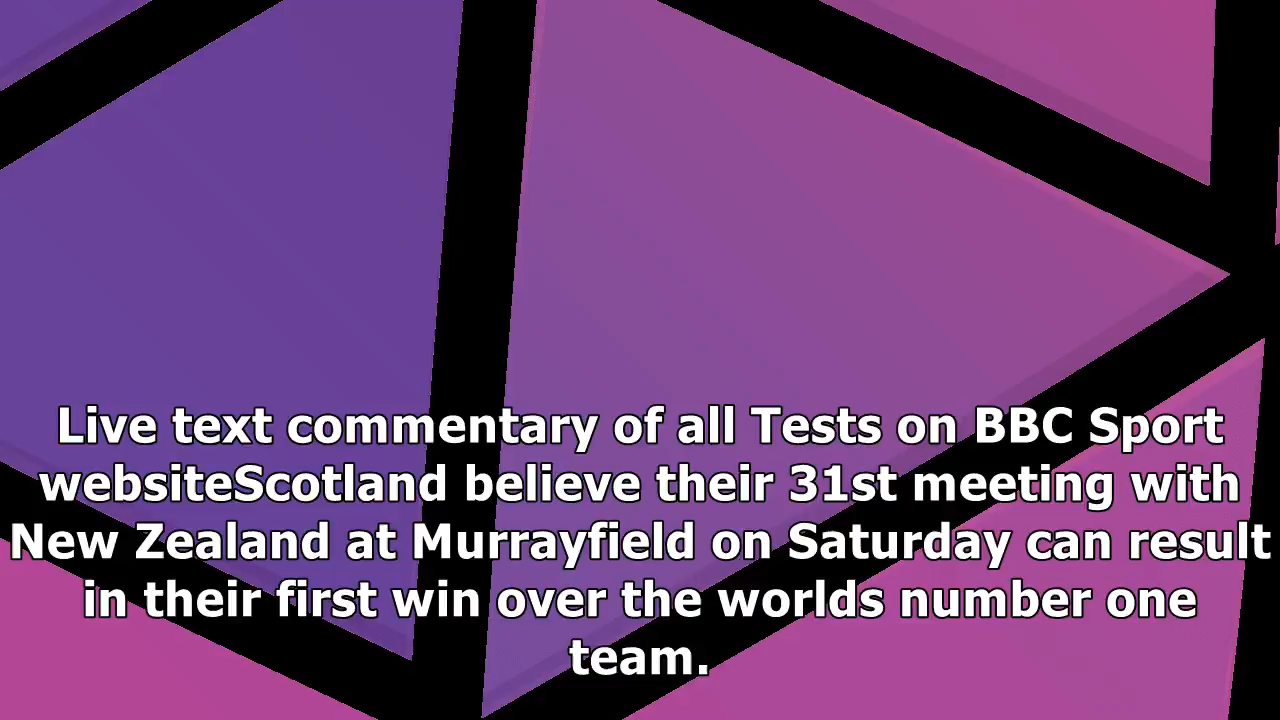 Live text commentary of all Tests on BBC Sport
websiteScotland believe their 31st meeting with
New Zealand at Murrayfield on Saturday can result
in their first win over the worlds number one
team.